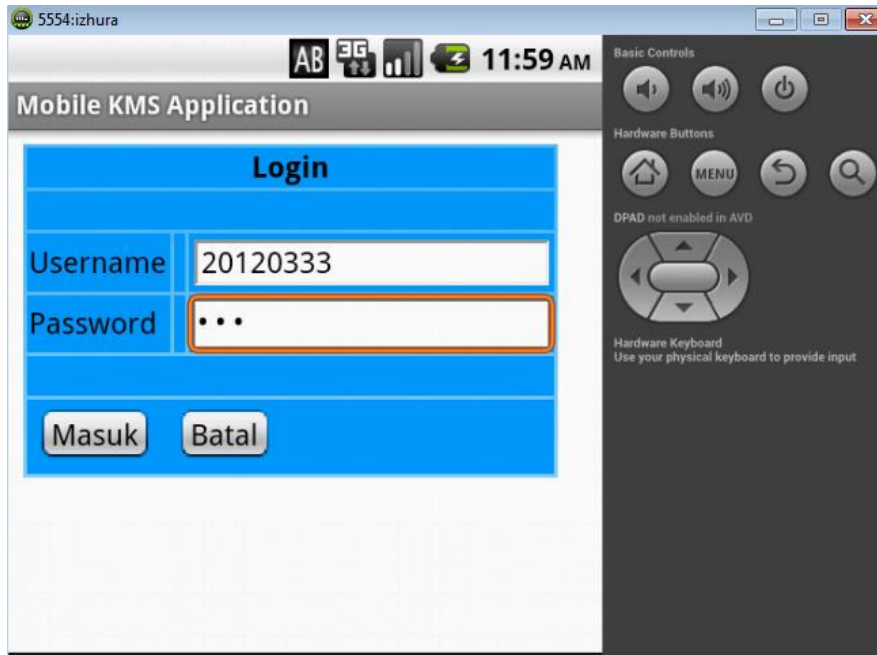 5554:izhura
AB 3G 11:59 AM
Mobile KMS Application
Login
Username 20120333
Password •••
Masuk Batal
Basic Controls
Hardware Buttons
MENU
DPAD not enabled in AVD
Hardware Keyboard
Use your physical keyboard to provide input